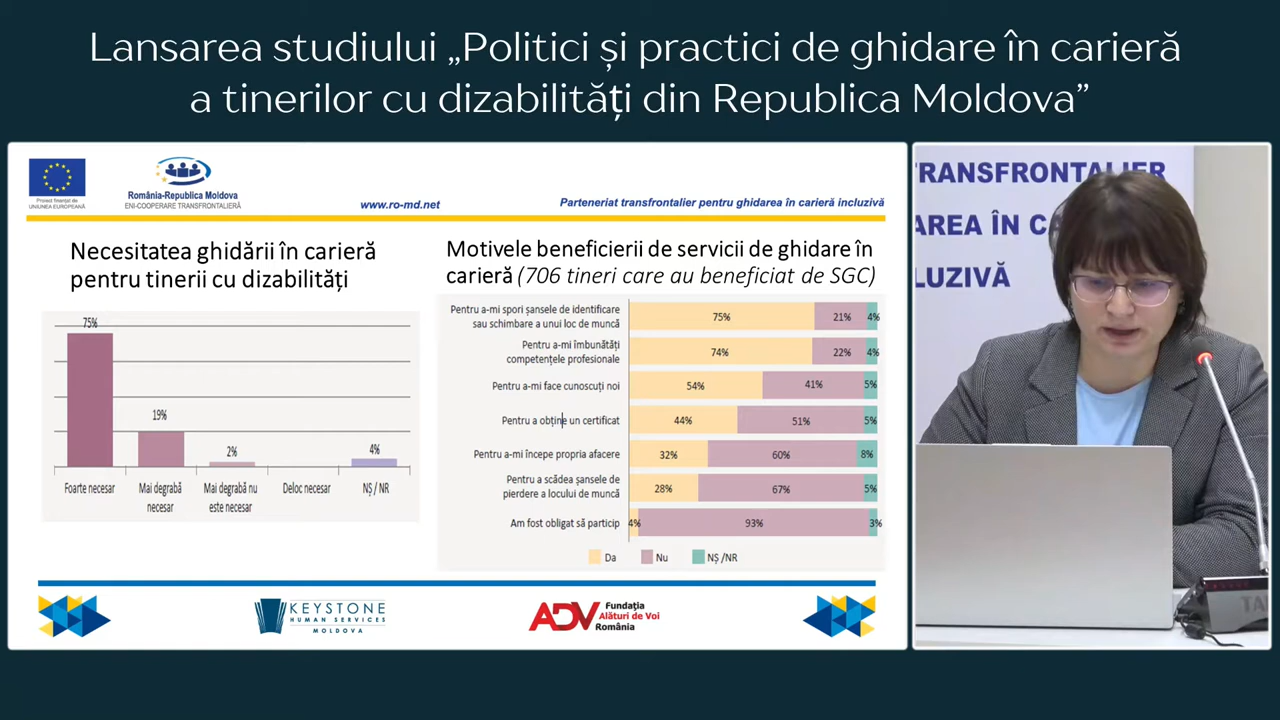 Lansarea studiului „Politici și practici de ghidare în carieră
a tinerilor cu dizabilități din Republica Moldova”
Proiect finanțat de
UNIUNEA EUROPEANĂ
România-Republica Moldova
ENI-COOPERARE TRANSFRONTALIERĂ
www.ro-md.net
Parteneriat transfrontalier pentru ghidarea în carieră incluzivă
Necesitatea ghidării în carieră
pentru tinerii cu dizabilități
75%
19%
2%
4%
Foarte necesar
Mai degrabă
necesar
Mai degrabă nu
este necesar
Deloc necesar
NȘ / NR
Motivele beneficierii de servicii de ghidare în
carieră (706 tineri care au beneficiat de SGC)
Pentru a-mi spori șansele de identificare
sau schimbare a unui loc de muncă
75% 21% 4%
Pentru a-mi îmbunătăți
competențele profesionale
74% 22% 4%
Pentru a-mi face cunoscuți noi
54% 41% 5%
Pentru a obține un certificat
44% 51% 5%
Pentru a-mi începe propria afacere
32% 60% 8%
Pentru a scădea șansele de
pierdere a locului de muncă
28% 67% 5%
Am fost obligat să particip
4% 93% 3%
Da Nu NȘ /NR
KEYSTONE
HUMAN SERVICES
MOLDOVA
ADV
Fundația
Alături de Voi
România
TRANSFRONTALIER
AREA ÎN CA
CLUZIVĂ